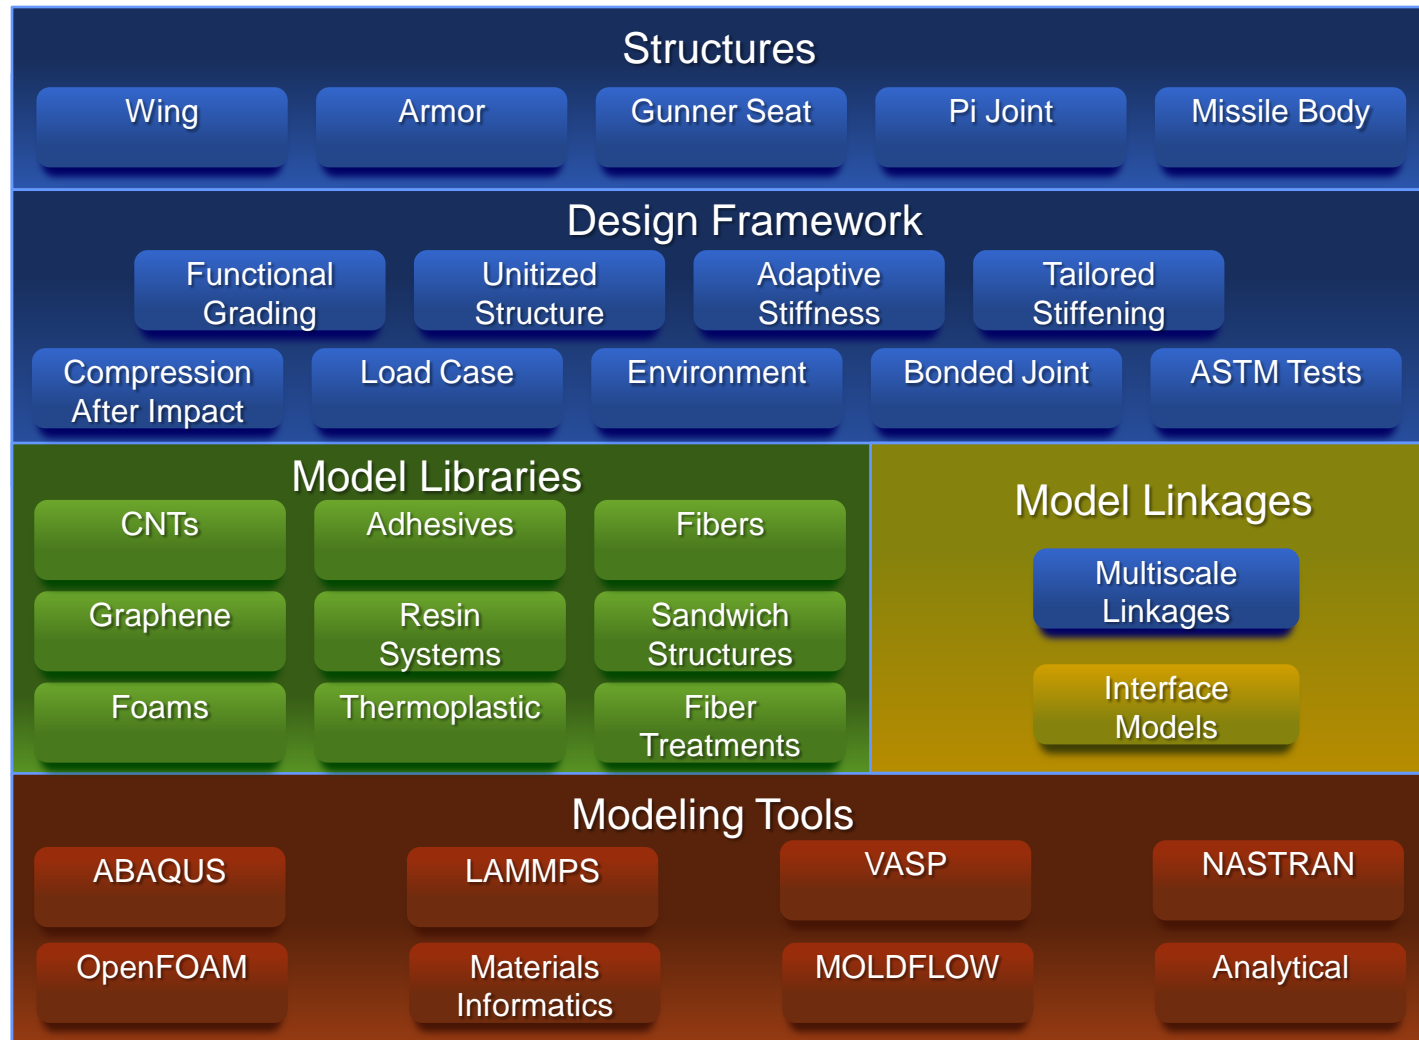 Structures
Wing
Armor
Gunner Seat
Pi Joint
Missile Body
Design Framework
Functional
Grading
Unitized
Structure
Adaptive
Stiffness
Tailored
Stiffening
Compression
After Impact
Load Case
Environment
Bonded Joint
ASTM Tests
Model Libraries
CNTs
Adhesives
Fibers
Graphene
Resin
Systems
Sandwich
Structures
Foams
Thermoplastic
Fiber
Treatments
Model Linkages
Multiscale
Linkages
Interface
Models
Modeling Tools
ABAQUS
LAMMPS
VASP
NASTRAN
OpenFOAM
Materials
Informatics
MOLDFLOW
Analytical